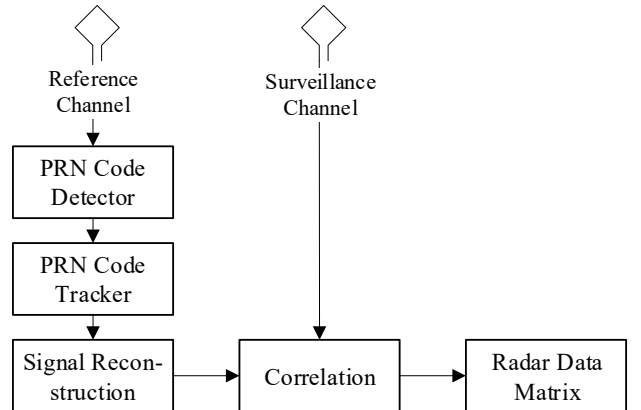 Reference
Channel
Surveillance
Channel
PRN Code
Detector
PRN Code
Tracker
Signal Recon-
struction
Correlation
Radar Data
Matrix